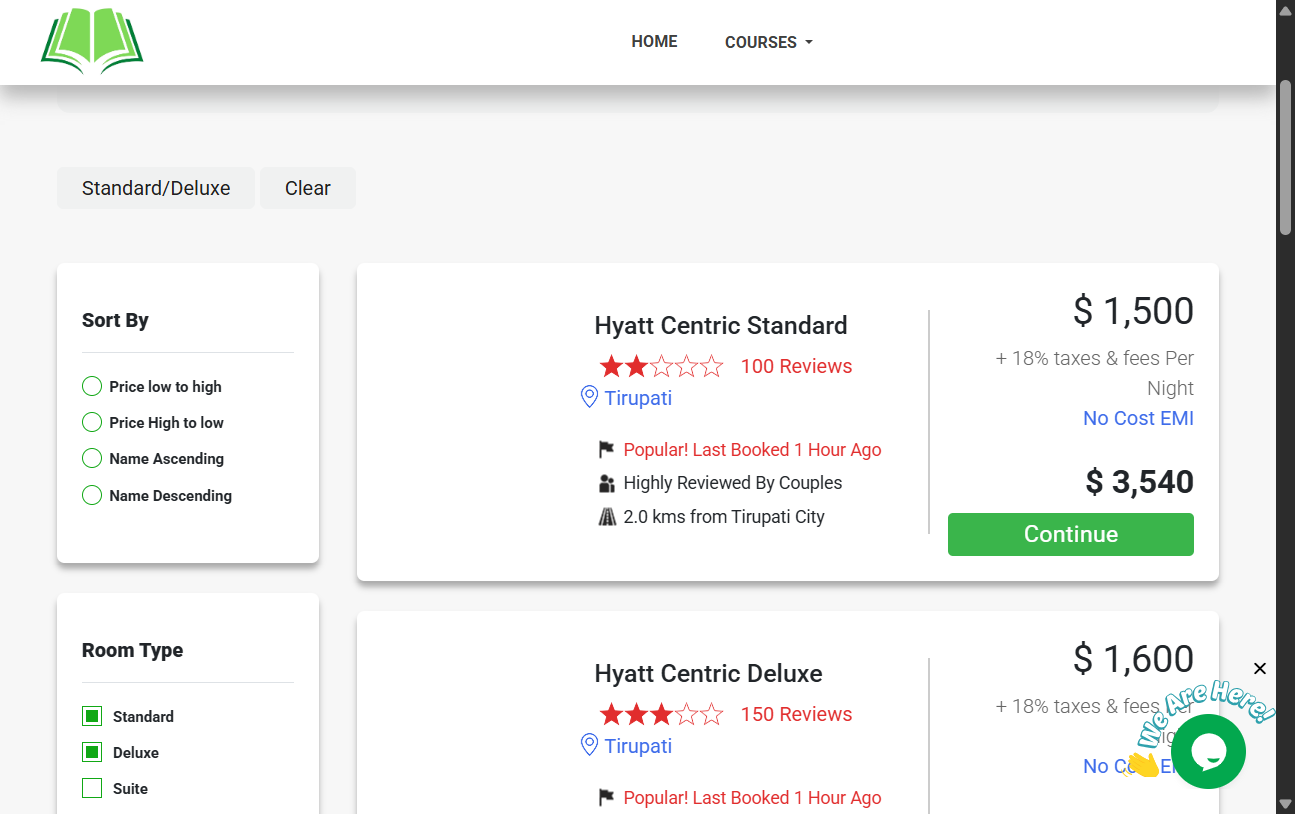 HOME
COURSES
Standard/Deluxe
Clear
Sort By
Price low to high
Price High to low
Name Ascending
Name Descending
Room Type
Standard
Deluxe
Suite
Hyatt Centric Standard
100 Reviews
Tirupati
Popular! Last Booked 1 Hour Ago
Highly Reviewed By Couples
2.0 kms from Tirupati City
$ 1,500
+ 18% taxes & fees Per
Night
No Cost EMI
$ 3,540
Continue
Hyatt Centric Deluxe
150 Reviews
Tirupati
Popular! Last Booked 1 Hour Ago
$ 1,600
+ 18% taxes & fees Per
No Cost EMI
We Are Here!